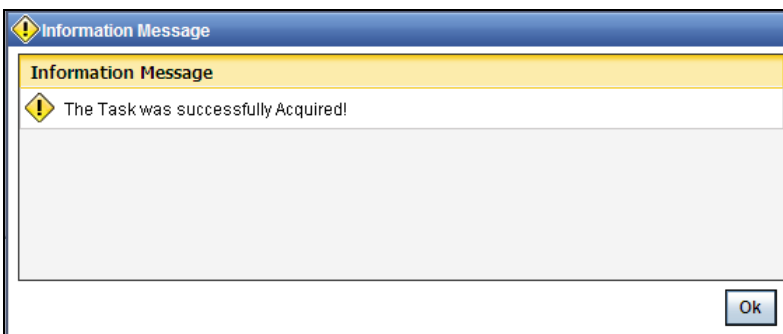 Information Message
Information Message
The Task was successfully Acquired!
Ok